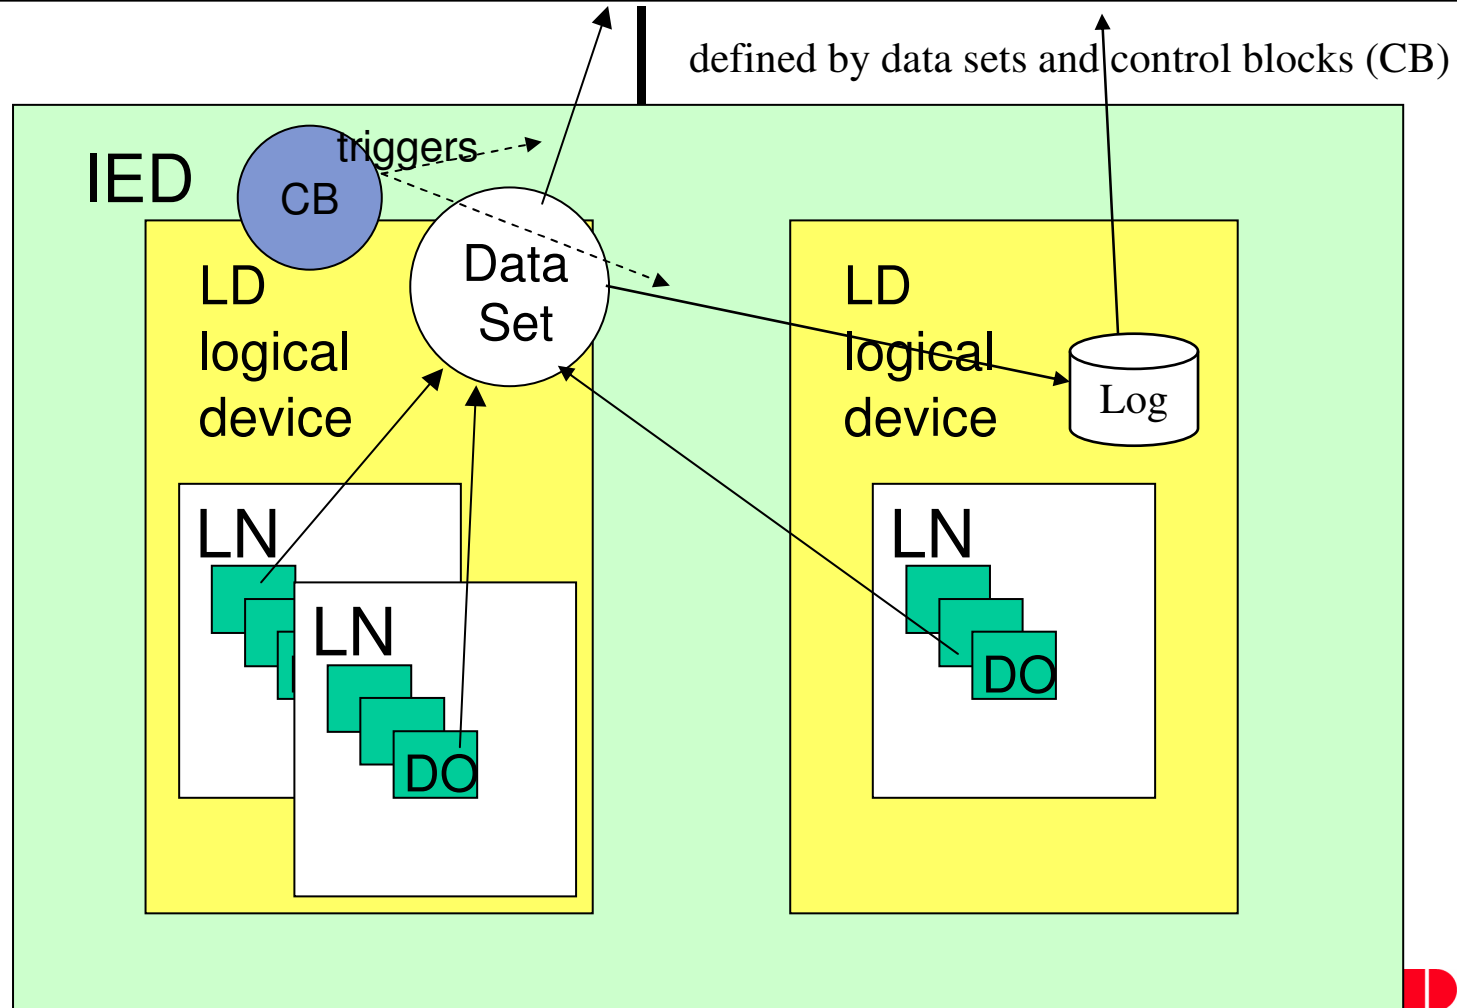 defined by data sets and control blocks (CB)
IED
triggers
CB
Data
Set
LD
logical
device
LD
logical
device
Log
LN
LN
DO
LN
DO